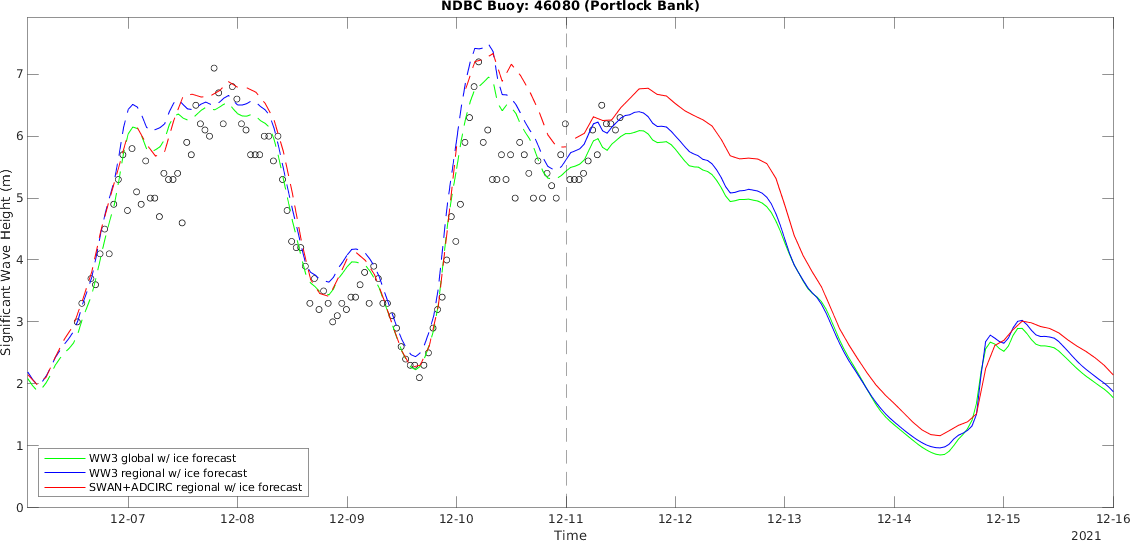 NDBC Buoy: 46080 (Portlock Bank)
Significant Wave Height (m)
7
6
5
4
3
2
1
0
WW3 global w/ ice forecast
WW3 regional w/ ice forecast
SWAN+ADCIRC regional w/ ice forecast
12-07 12-08 12-09 12-10 12-11 12-12 12-13 12-14 12-15 12-16
Time
2021